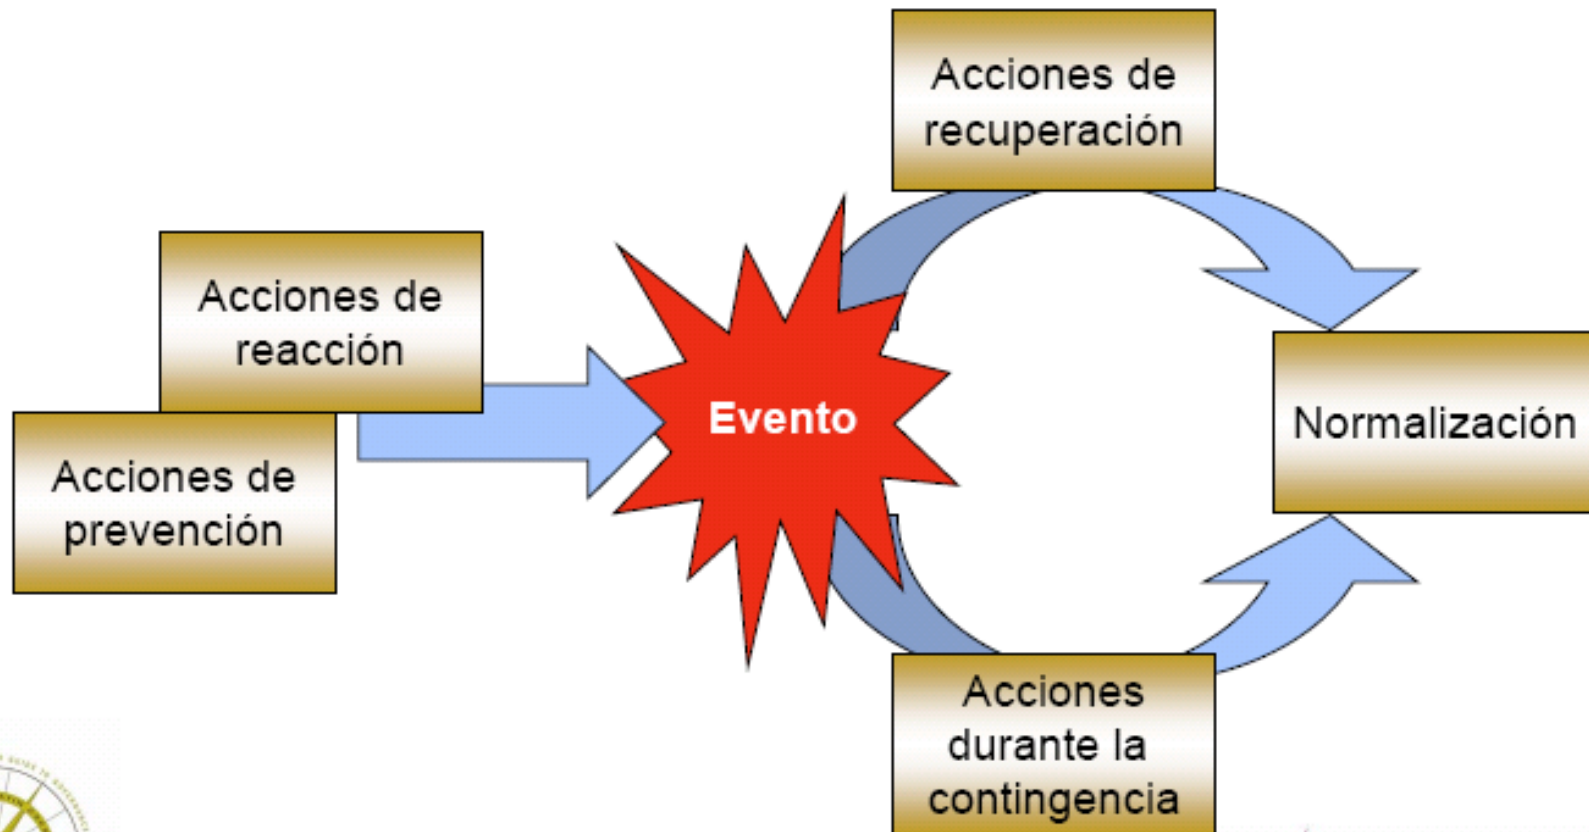 Acciones de
recuperación
Acciones de
reacción
Evento
Normalización
Acciones de
prevención
Acciones
durante la
contingencia